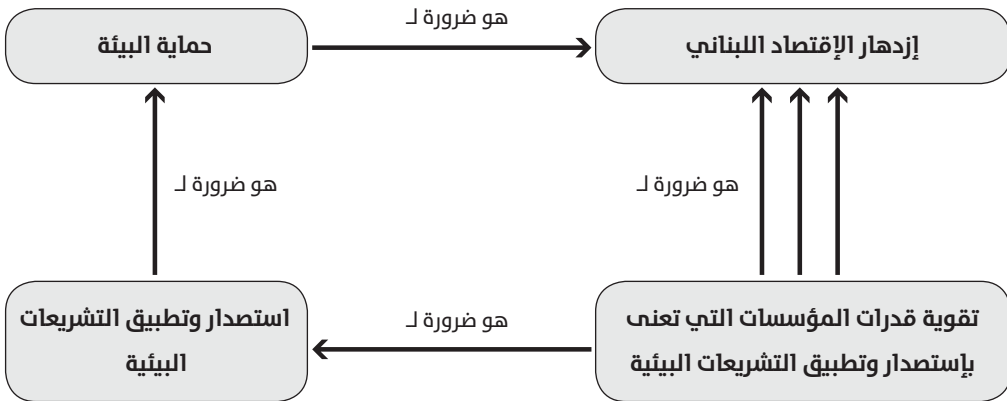 هو ضرورة لـ
إزدهار الإقتصاد اللبناني
حماية البيئة
هو ضرورة لـ
هو ضرورة لـ
تقوية قدرات المؤسسات التي تعنى
بإستصدار وتطبيق التشريعات البيئية
هو ضرورة لـ
استصدار وتطبيق التشريعات
البيئية